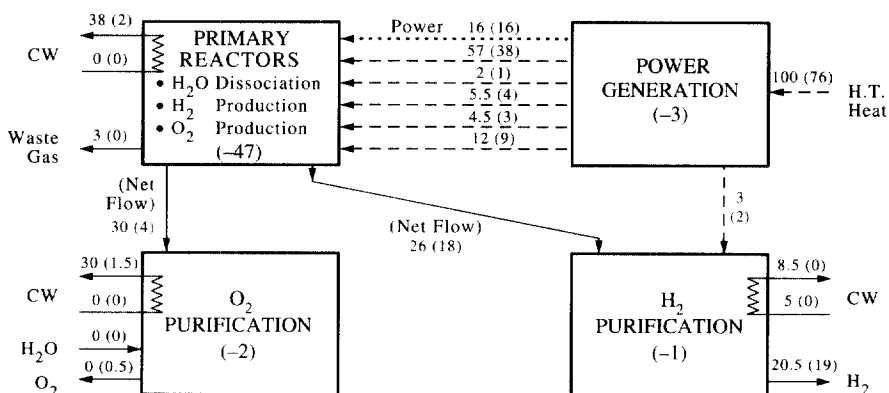 38 (2)
CW
0 (0)
Waste
Gas
3 (0)
PRIMARY
REACTORS
• H₂O Dissociation
• H₂ Production
• O₂ Production
(–47)
Power 16 (16)
57 (38)
2 (1)
5.5 (4)
4.5 (3)
12 (9)
POWER
GENERATION
(–3)
100 (76)
H.T.
Heat
(Net
Flow)
30 (4)
(Net Flow)
26 (18)
3
(2)
30 (1.5)
CW
0 (0)
H₂O
0 (0)
O₂
0 (0.5)
O₂
PURIFICATION
(–2)
H₂
PURIFICATION
(–1)
8.5 (0)
CW
5 (0)
20.5 (19)
H₂